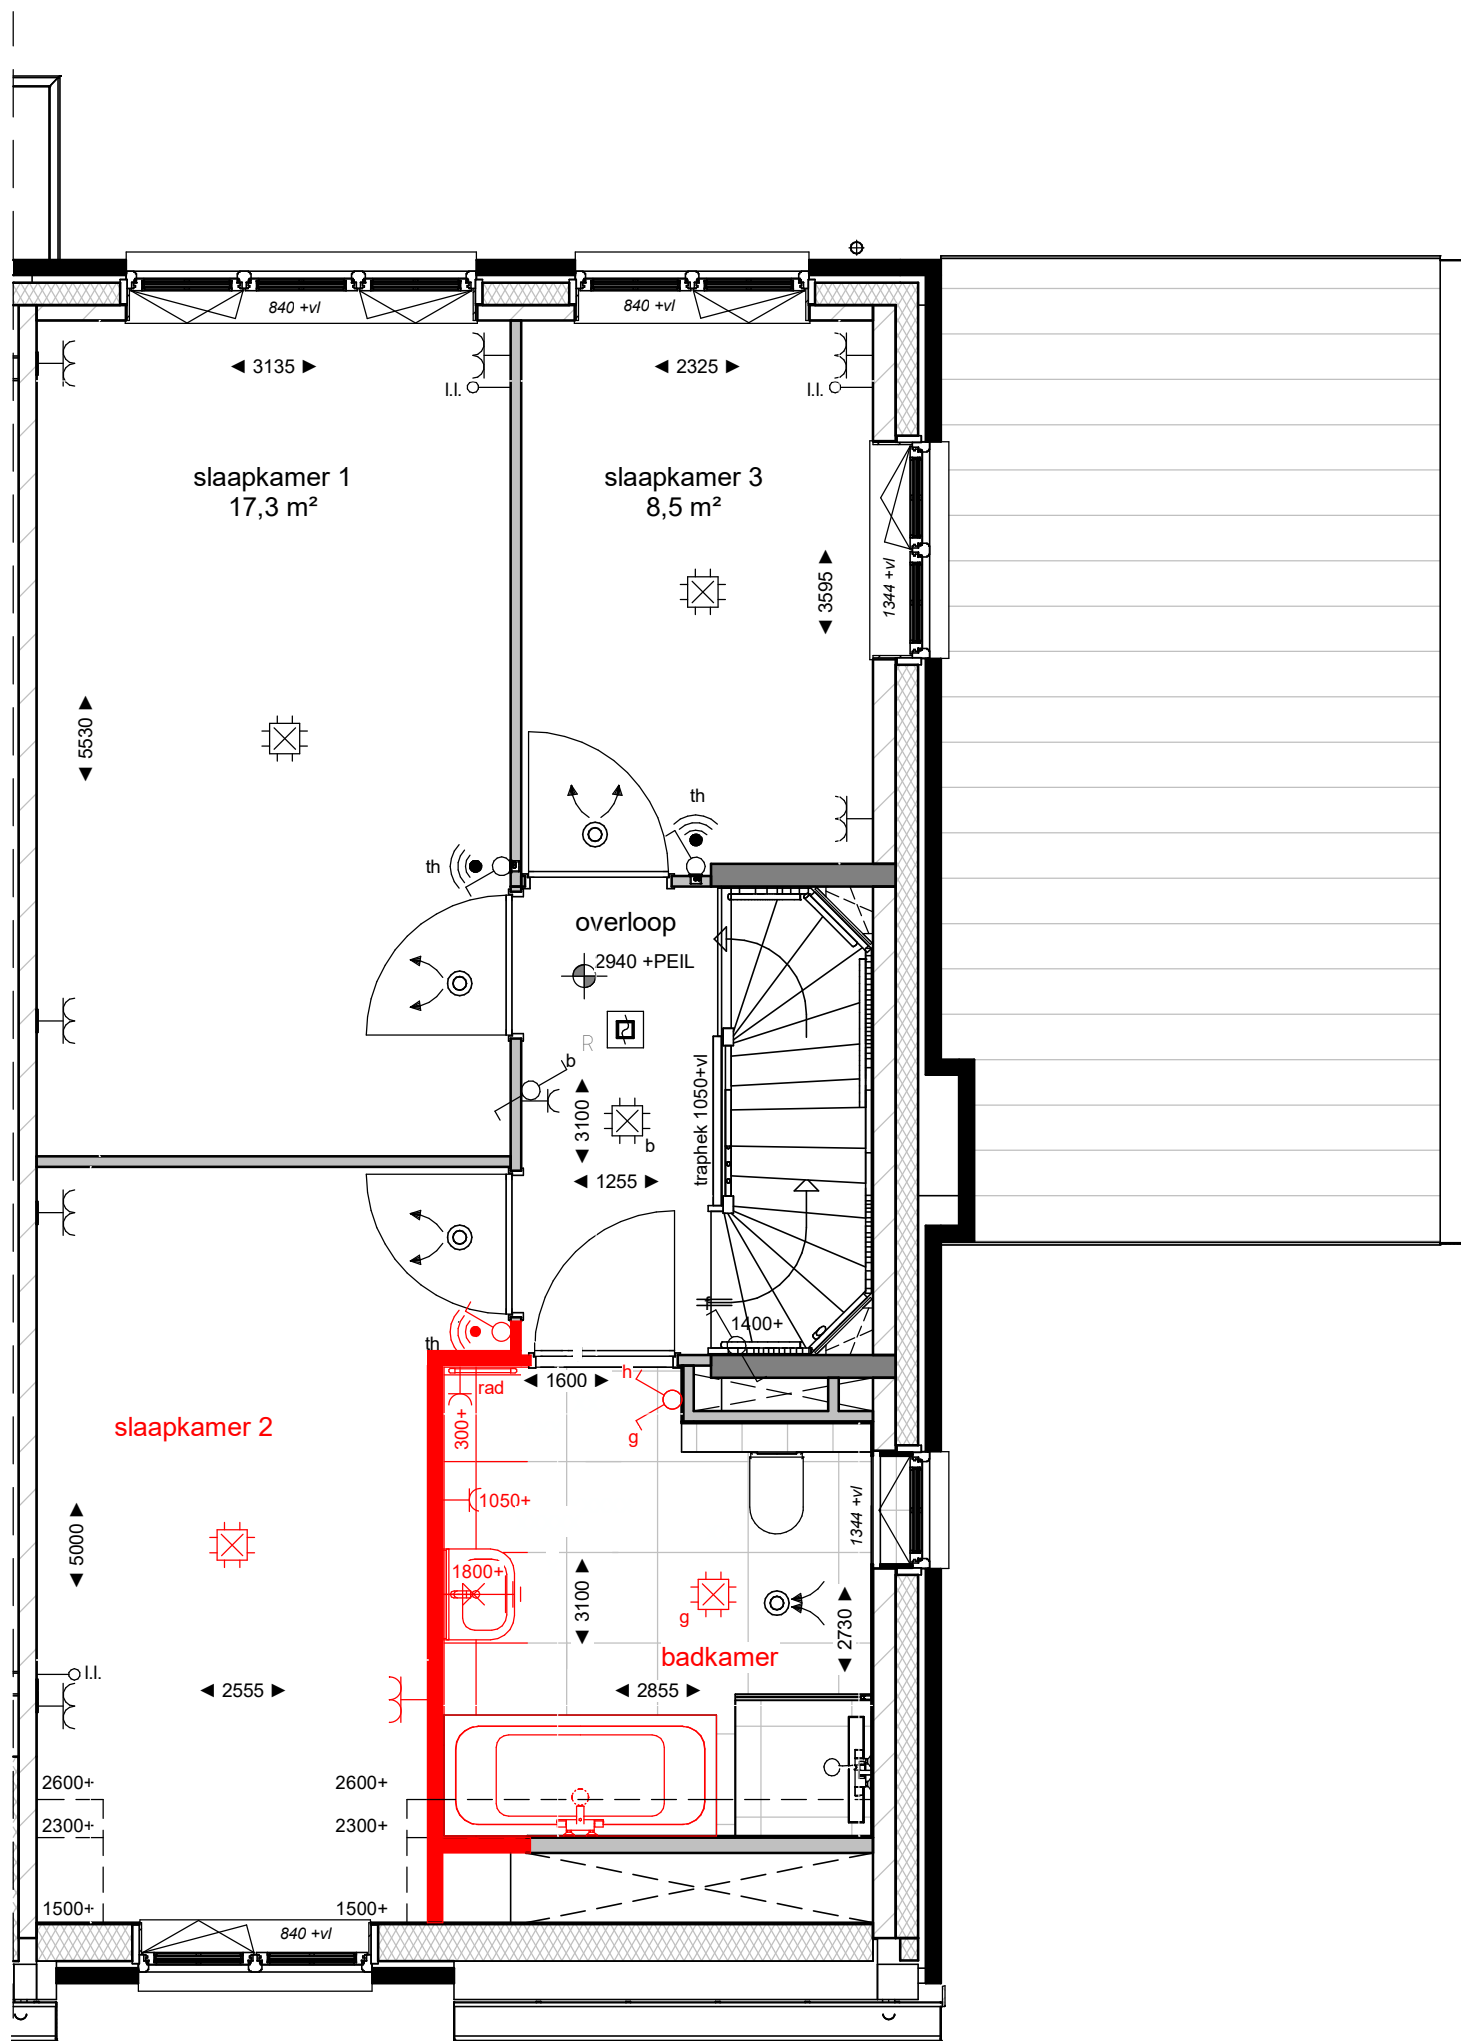 840 +vl
840 +vl
◄ 3135 ►
◄ 2325 ►
l.l.
l.l.
slaapkamer 1
17,3 m²
slaapkamer 3
8,5 m²
1344 +vl
◄ 3595 ►
◄ 5530 ►
th
th
overloop
2940 +PEIL
R
b
◄ 3100 ►
b
traphek 1050+vl
◄ 1255 ►
1400+
th
rad
◄ 1600 ►
h
g
300+
slaapkamer 2
1050+
1344 +vl
◄ 5000 ►
1800+
◄ 3100 ►
g
◄ 2730 ►
badkamer
l.l.
◄ 2555 ►
◄ 2855 ►
2600+
2600+
2300+
2300+
1500+
1500+
840 +vl